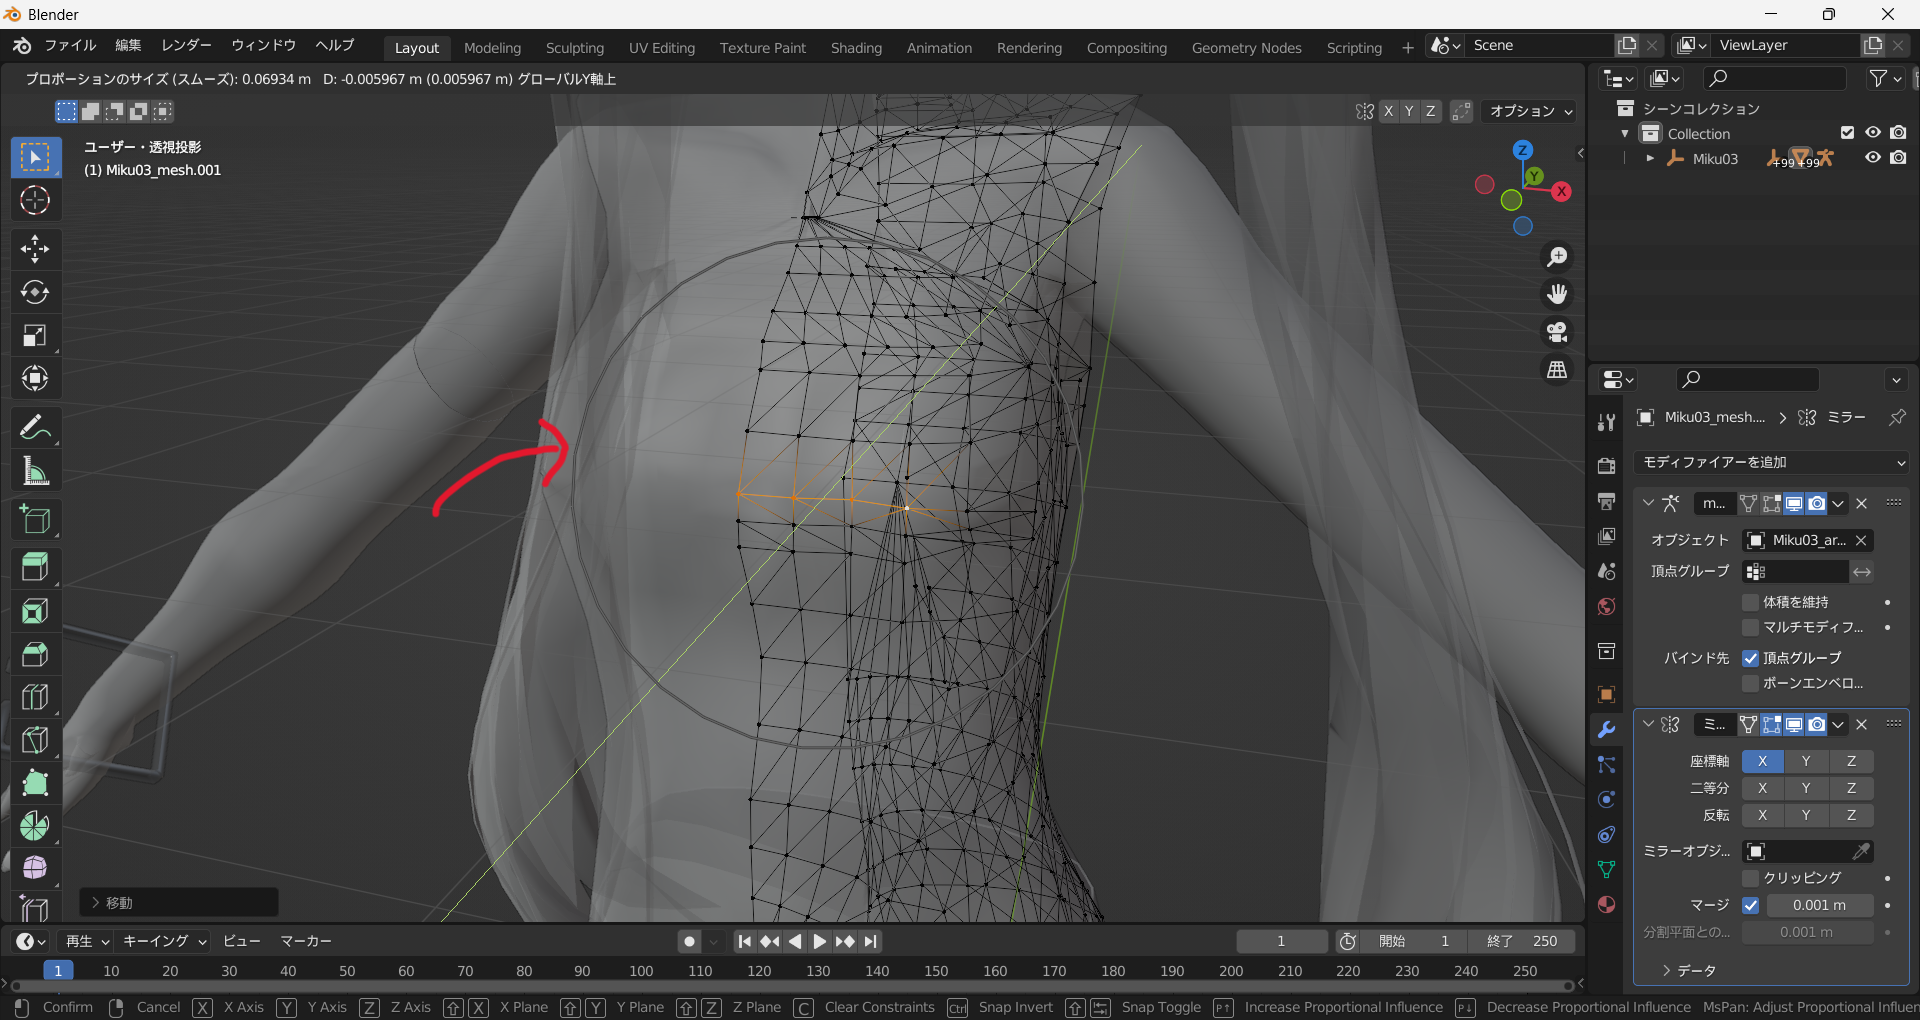 Blender
ファイル 編集 レンダー ウィンドウ ヘルプ Layout Modeling Sculpting UV Editing Texture Paint Shading Animation Rendering Compositing Geometry Nodes Scripting + Scene ViewLayer
プロポーションのサイズ (スムーズ): 0.06934 m D: -0.005967 m (0.005967 m) グローバルY軸上
X Y Z オプション
シーンコレクション
Collection
Miku03 +99 +99
ユーザー・透視投影
(1) Miku03_mesh.001
Z
Y
X
Miku03_mesh.... ミラー
モディファイアーを追加
m...
オブジェクト Miku03_ar...
頂点グループ
体積を維持
マルチモディフ...
バインド先 頂点グループ
ボーンエンベロ...
ミ...
座標軸 X Y Z
二等分 X Y Z
反転 X Y Z
ミラーオブジ...
クリッピング
マージ 0.001 m
分割平面との... 0.001 m
データ
移動
再生 キーイング ビュー マーカー 1 開始 1 終了 250
1 10 20 30 40 50 60 70 80 90 100 110 120 130 140 150 160 170 180 190 200 210 220 230 240 250
Confirm Cancel X X Axis Y Y Axis Z Z Axis X X Plane Y Y Plane Z Z Plane C Clear Constraints Ctrl Snap Invert Snap Toggle P↑ Increase Proportional Influence P↓ Decrease Proportional Influence MsPan: Adjust Proportional Influen